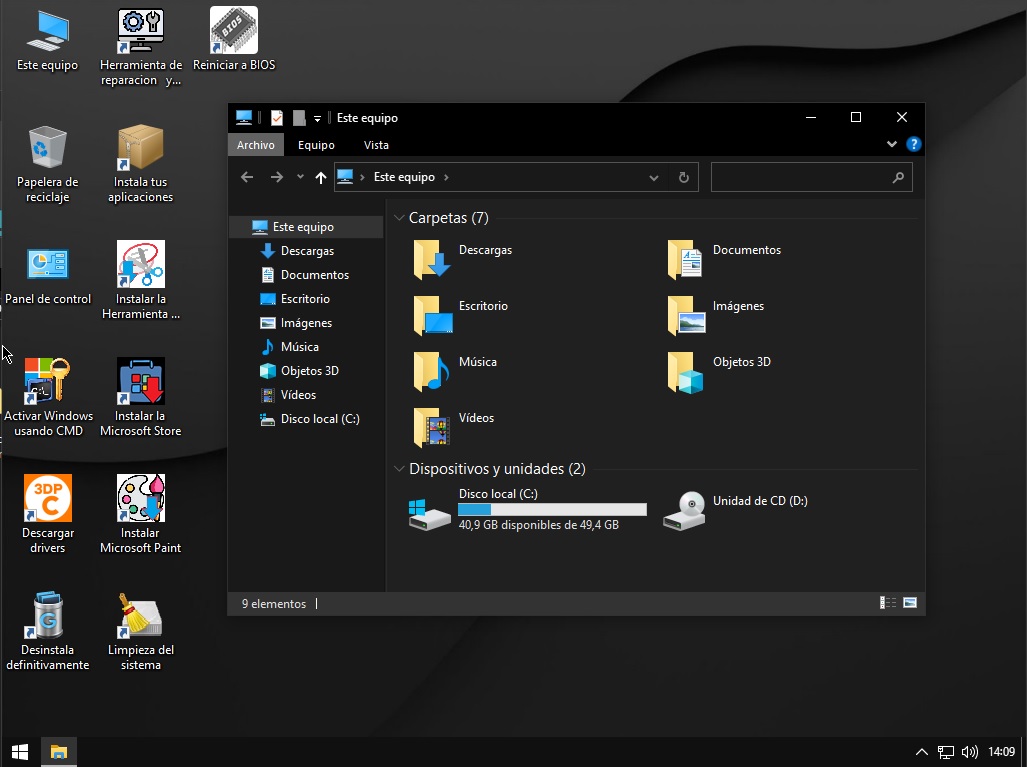 Este equipo
Herramienta de
reparacion y...
BIOS
Reiniciar a BIOS
Papelera de
reciclaje
Instala tus
aplicaciones
Panel de control
Instalar la
Herramienta ...
Activar Windows
usando CMD
C:\_
Instalar la
Microsoft Store
3DP
C
Descargar
drivers
Instalar
Microsoft Paint
G
Desinstala
definitivamente
Limpieza del
sistema
Este equipo
Archivo
Equipo
Vista
?
Este equipo
Este equipo
Descargas
Documentos
Escritorio
Imágenes
Música
Objetos 3D
Vídeos
Disco local (C:)
Carpetas (7)
Descargas
Documentos
Escritorio
Imágenes
Música
Objetos 3D
Vídeos
Dispositivos y unidades (2)
Disco local (C:)
40,9 GB disponibles de 49,4 GB
Unidad de CD (D:)
9 elementos
14:09